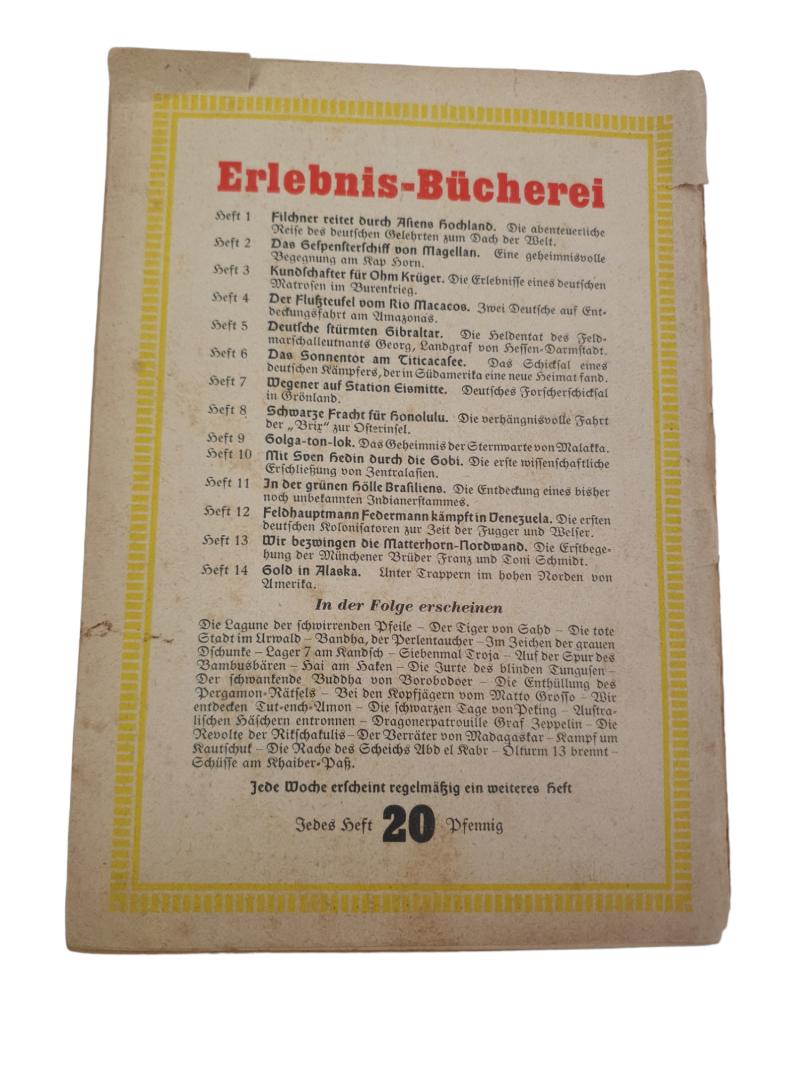 Erlebnis-Bücherei
Heft 1 Filchner reitet durch Asiens Hochland. Die abenteuerliche
Reise des deutschen Gelehrten zum Dach der Welt.
Heft 2 Das Gespensterschiff von Magellan. Eine geheimnisvolle
Begegnung am Kap Horn.
Heft 3 Kundschafter für Ohm Krüger. Die Erlebnisse eines deutschen
Matrosen im Burenkrieg.
Heft 4 Der Flußteufel vom Rio Macacos. Zwei Deutsche auf Ent-
deckungsfahrt am Amazonas.
Heft 5 Deutsche stürmten Gibraltar. Die Heldentat des Feld-
marschalleutnants Georg, Landgraf von Hessen-Darmstadt.
Heft 6 Das Sonnentor am Titicacasee. Das Schicksal eines
deutschen Kämpfers, der in Südamerika eine neue Heimat fand.
Heft 7 Wegener auf Station Eismitte. Deutsches Forscherschicksal
in Grönland.
Heft 8 Schwarze Fracht für Honolulu. Die verhängnisvolle Fahrt
der „Brix“ zur Osterinsel.
Heft 9 Golga-ton-lok. Das Geheimnis der Sternwarte von Malakka.
Heft 10 Mit Sven Hedin durch die Gobi. Die erste wissenschaftliche
Erschließung von Zentralasien.
Heft 11 In der grünen Hölle Brasiliens. Die Entdeckung eines bisher
noch unbekannten Indianerstammes.
Heft 12 Feldhauptmann Federmann kämpft in Venezuela. Die ersten
deutschen Kolonisatoren zur Zeit der Fugger und Welser.
Heft 13 Wir bezwingen die Matterhorn-Nordwand. Die Erstbege-
hung der Münchener Brüder Franz und Toni Schmidt.
Heft 14 Gold in Alaska. Unter Trappern im hohen Norden von
Amerika.
In der Folge erscheinen
Die Lagune der schwirrenden Pfeile – Der Tiger von Sahd – Die tote
Stadt im Urwald – Bandha, der Perlentaucher – Im Zeichen der grauen
Dschunke – Lager 7 am Kandsch – Siebenmal Troja – Auf der Spur des
Bambusbären – Hai am Haken – Die Jurte des blinden Tungusen –
Der schwankende Buddha von Borobodoer – Die Enthüllung des
Pergamon-Rätsels – Bei den Kopfjägern vom Matto Grosso – Wir
entdecken Tut-ench-Amon – Die schwarzen Tage von Peking – Austra-
lischen Häschern entronnen – Dragonerpatrouille Graf Zeppelin – Die
Revolte der Rikschakulis – Der Verräter von Madagaskar – Kampf um
Kautschuk – Die Rache des Scheichs Abd el Kabr – Ölturm 13 brennt –
Schüsse am Khaiber-Paß.
Jede Woche erscheint regelmäßig ein weiteres Heft
Jedes Heft 20 Pfennig